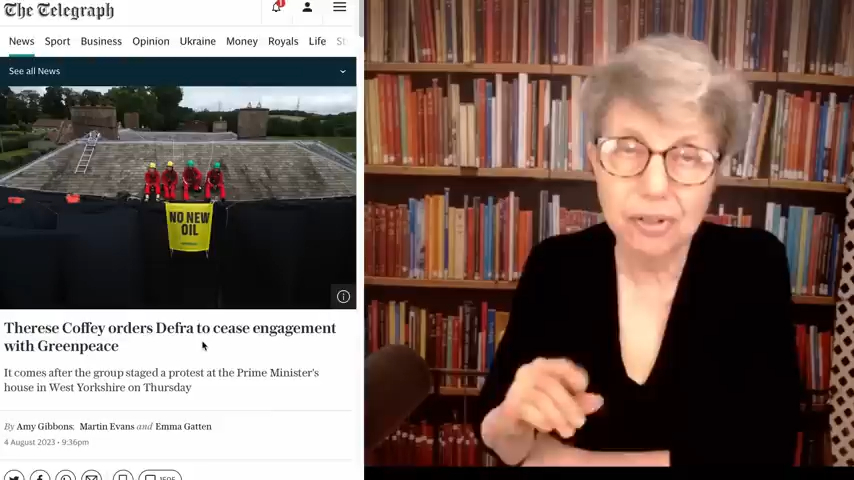 The Telegraph
1
News Sport Business Opinion Ukraine Money Royals Life St
See all News
NO NEW
OIL
Therese Coffey orders Defra to cease engagement
with Greenpeace
It comes after the group staged a protest at the Prime Minister's
house in West Yorkshire on Thursday
By Amy Gibbons; Martin Evans and Emma Gatten
4 August 2023 • 9:36pm